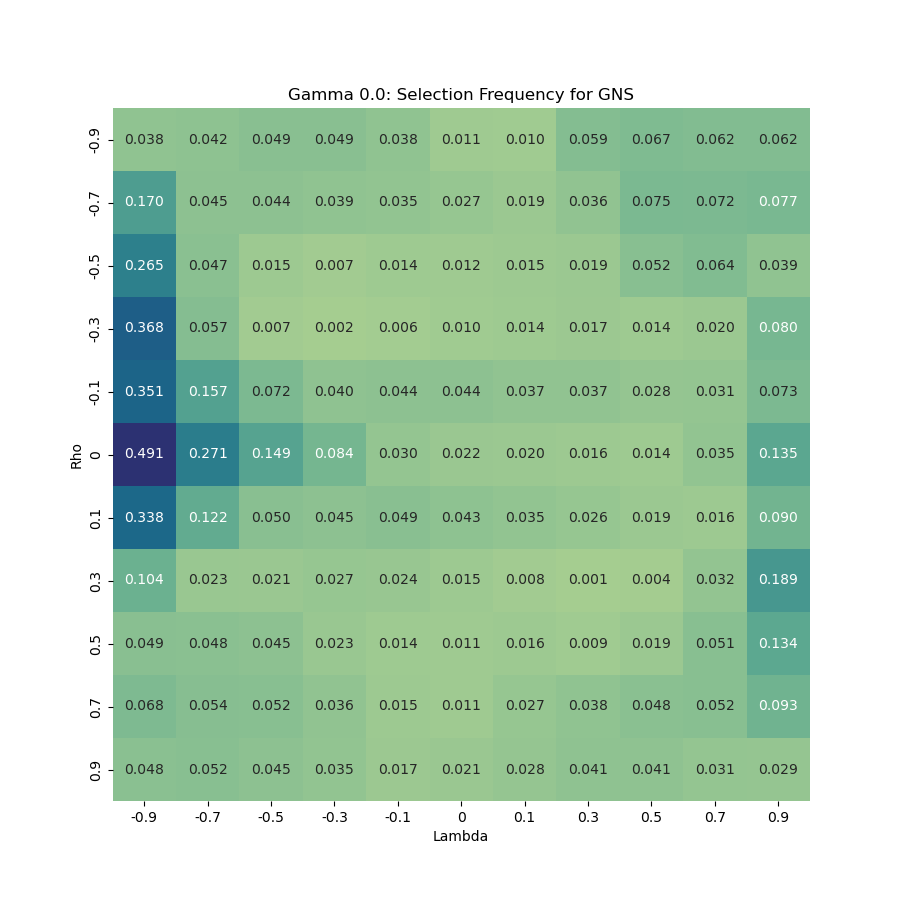 Gamma 0.0: Selection Frequency for GNS
-0.9 0.038 0.042 0.049 0.049 0.038 0.011 0.010 0.059 0.067 0.062 0.062
-0.7 0.170 0.045 0.044 0.039 0.035 0.027 0.019 0.036 0.075 0.072 0.077
-0.5 0.265 0.047 0.015 0.007 0.014 0.012 0.015 0.019 0.052 0.064 0.039
-0.3 0.368 0.057 0.007 0.002 0.006 0.010 0.014 0.017 0.014 0.020 0.080
-0.1 0.351 0.157 0.072 0.040 0.044 0.044 0.037 0.037 0.028 0.031 0.073
Rho
0 0.491 0.271 0.149 0.084 0.030 0.022 0.020 0.016 0.014 0.035 0.135
0.1 0.338 0.122 0.050 0.045 0.049 0.043 0.035 0.026 0.019 0.016 0.090
0.3 0.104 0.023 0.021 0.027 0.024 0.015 0.008 0.001 0.004 0.032 0.189
0.5 0.049 0.048 0.045 0.023 0.014 0.011 0.016 0.009 0.019 0.051 0.134
0.7 0.068 0.054 0.052 0.036 0.015 0.011 0.027 0.038 0.048 0.052 0.093
0.9 0.048 0.052 0.045 0.035 0.017 0.021 0.028 0.041 0.041 0.031 0.029
-0.9 -0.7 -0.5 -0.3 -0.1 0 0.1 0.3 0.5 0.7 0.9
Lambda